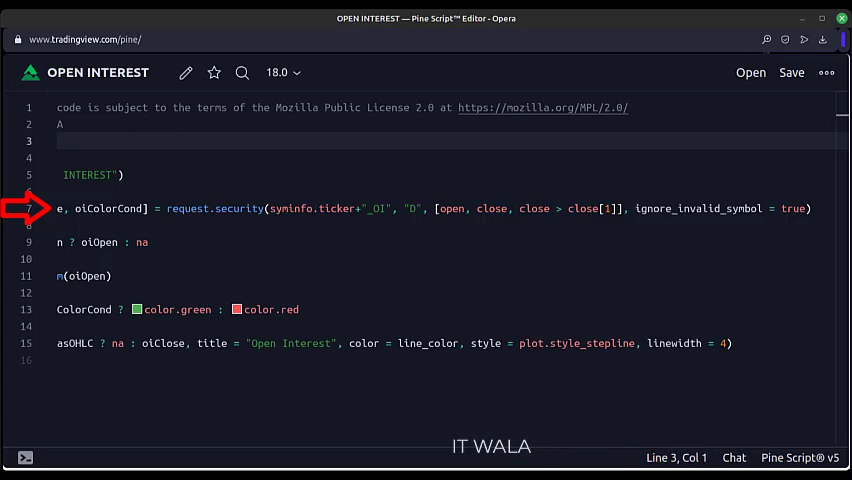 OPEN INTEREST — Pine Script™ Editor - Opera
www.tradingview.com/pine/
OPEN INTEREST 18.0 Open Save
1 code is subject to the terms of the Mozilla Public License 2.0 at https://mozilla.org/MPL/2.0/
2 A
3
4
5 INTEREST")
6
7 e, oiColorCond] = request.security(syminfo.ticker+"_OI", "D", [open, close, close > close[1]], ignore_invalid_symbol = true)
8
9 n ? oiOpen : na
10
11 m(oiOpen)
12
13 ColorCond ? color.green : color.red
14
15 asOHLC ? na : oiClose, title = "Open Interest", color = line_color, style = plot.style_stepline, linewidth = 4)
16
IT WALA
Line 3, Col 1 Chat Pine Script® v5